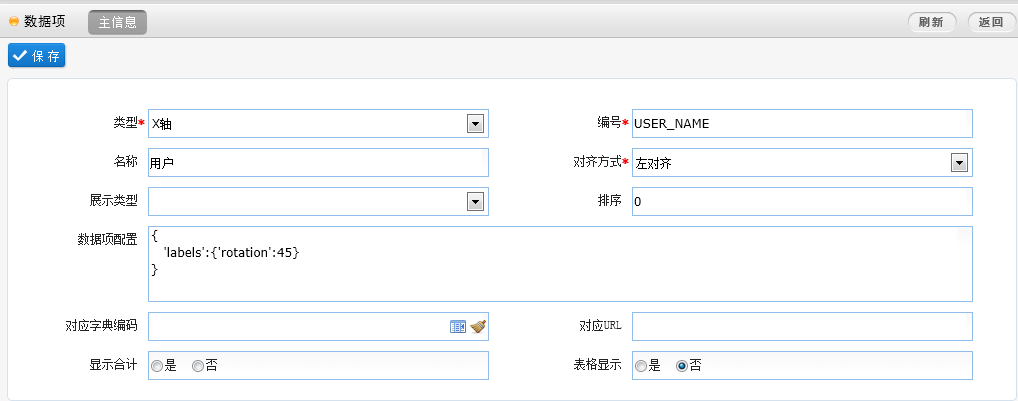 数据项 主信息 刷新 返回
保存
类型* X轴 编号* USER_NAME
名称 用户 对齐方式* 左对齐
展示类型 排序 0
数据项配置 {
'labels':{'rotation':45}
}
对应字典编码 对应URL
显示合计 是 否 表格显示 是 否